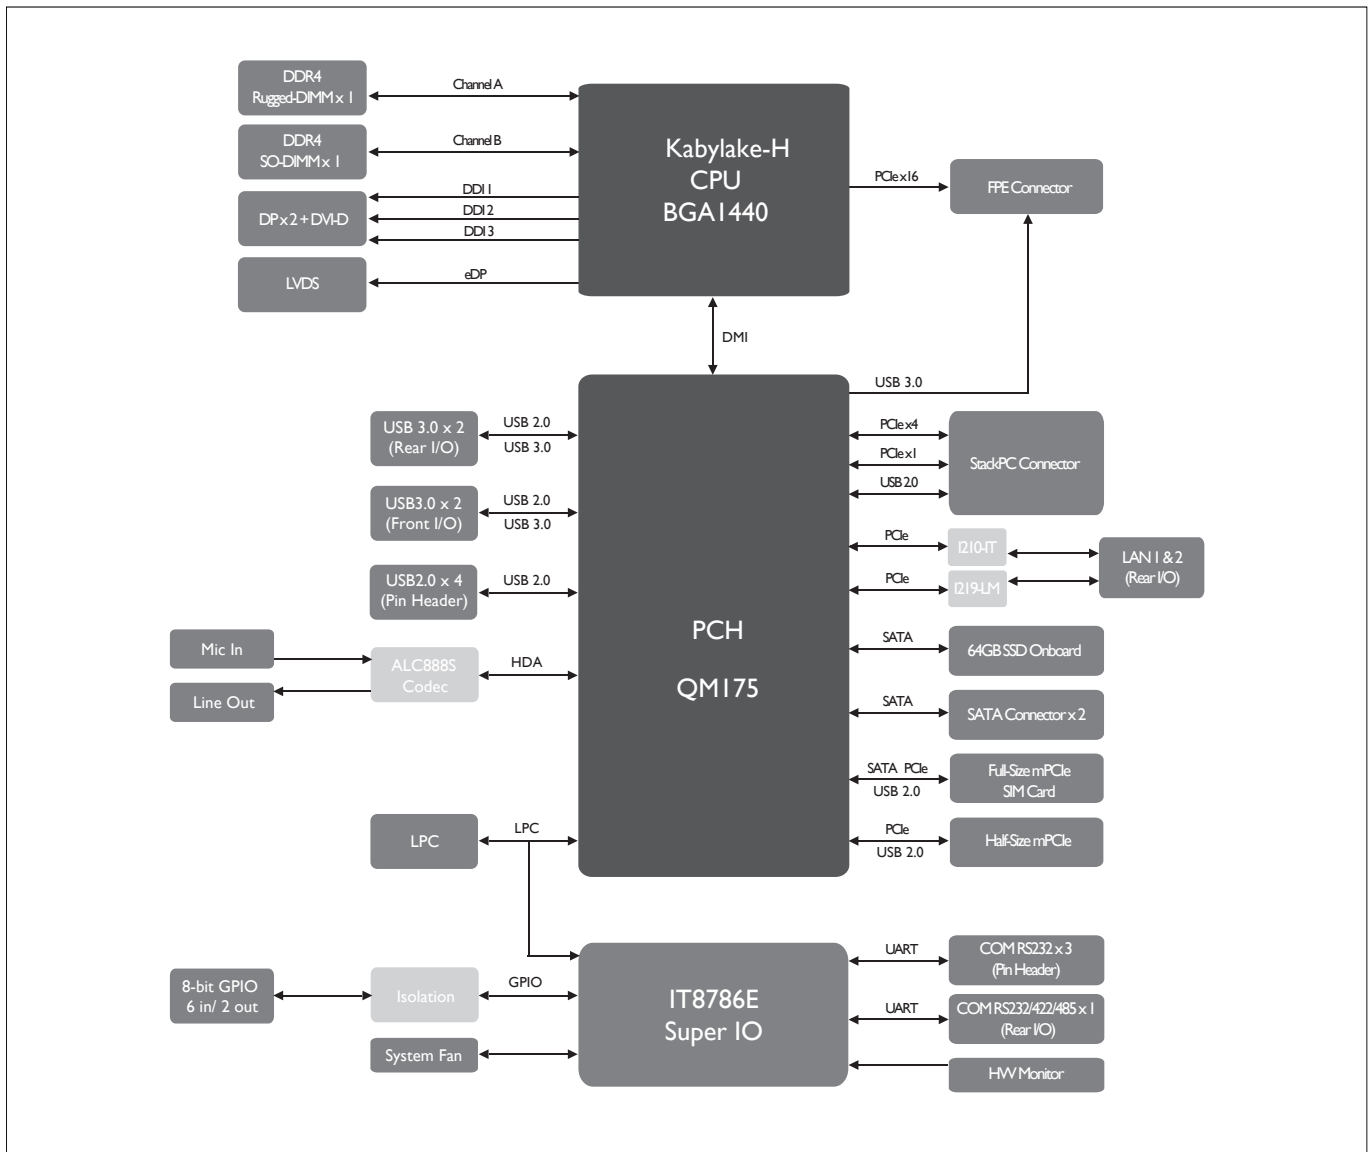 DDR4
Rugged-DIMM x 1
Channel A
DDR4
SO-DIMM x 1
Channel B
DP x 2 + DVI-D
DDI 1
DDI 2
DDI 3
LVDS
eDP
Kabylake-H
CPU
BGA1440
PCIe x16
FPE Connector
DMI
USB 3.0
USB 3.0 x 2
(Rear I/O)
USB 2.0
USB 3.0
USB3.0 x 2
(Front I/O)
USB 2.0
USB 3.0
USB2.0 x 4
(Pin Header)
USB 2.0
Mic In
Line Out
ALC888S
Codec
HDA
LPC
LPC
PCH
QM175
PCIe x4
PCIe x1
USB 2.0
StackPC Connector
PCIe
I210-IT
PCIe
I219-LM
LAN 1 & 2
(Rear I/O)
SATA
64GB SSD Onboard
SATA
SATA Connector x 2
SATA PCIe
USB 2.0
Full-Size mPCIe
SIM Card
PCIe
USB 2.0
Half-Size mPCIe
8-bit GPIO
6 in/ 2 out
Isolation
GPIO
System Fan
IT8786E
Super IO
UART
COM RS232 x 3
(Pin Header)
UART
COM RS232/422/485 x 1
(Rear I/O)
HW Monitor